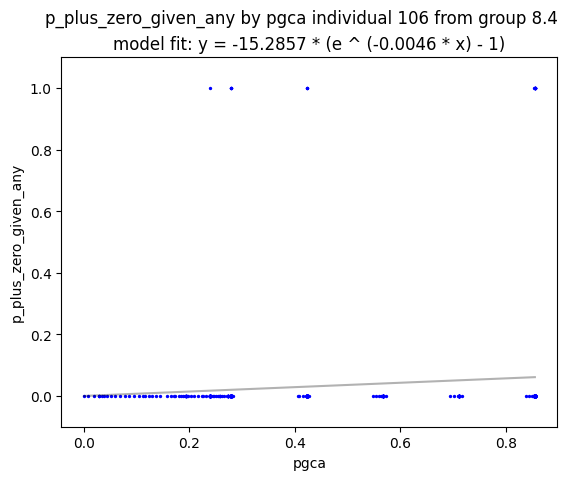 p_plus_zero_given_any by pgca individual 106 from group 8.4
model fit: y = -15.2857 * (e ^ (-0.0046 * x) - 1)
1.0
0.8
0.6
0.4
0.2
0.0
p_plus_zero_given_any
0.0 0.2 0.4 0.6 0.8
pgca